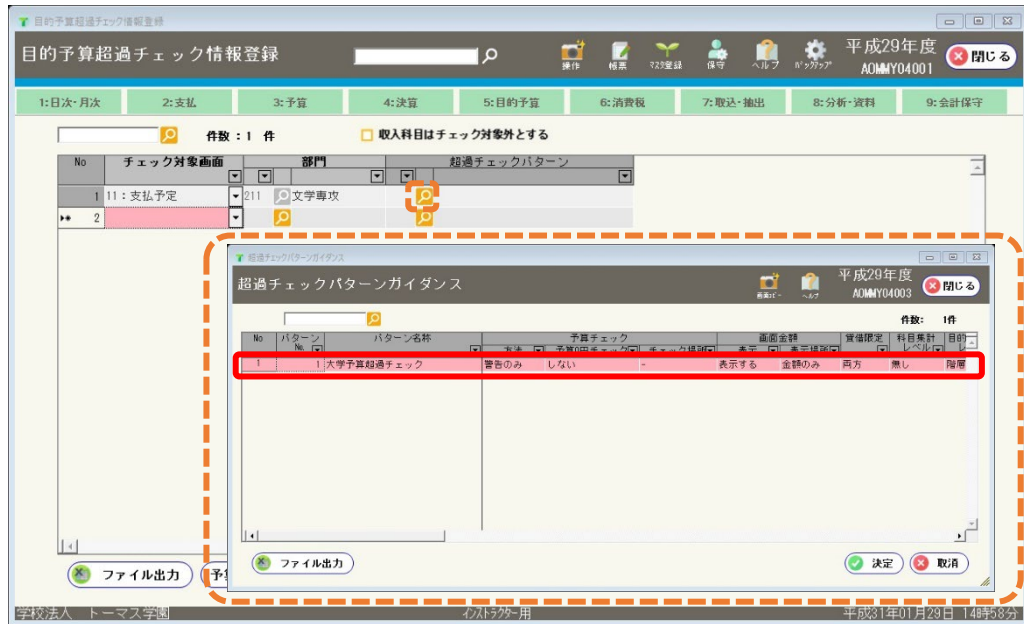 目的予算超過チェック情報登録
目的予算超過チェック情報登録
操作 帳票 マスタ登録 保守 ヘルプ ﾊﾞｯｸｱｯﾌﾟ
平成29年度
AOMMY04001
閉じる
1:日次・月次 2:支払 3:予算 4:決算 5:目的予算 6:消費税 7:取込・抽出 8:分析・資料 9:会計保守
件数:1 件 収入科目はチェック対象外とする
No チェック対象画面 部門 超過チェックパターン
1 11:支払予定 211 文学専攻
2
超過チェックパターンガイダンス
超過チェックパターンガイダンス
画面ｺﾋﾟｰ ヘルプ
平成29年度
AOMMY04003
閉じる
件数: 1件
No パターン パターン名称 予算チェック 画面金額 貸借限定 科目集計 目的
No. 方法 予算0円チェック チェック場所 表示 表示場所 レベル レ
1 1 大学予算超過チェック 警告のみ しない - 表示する 金額のみ 両方 無し 階層
ファイル出力 決定 取消
ファイル出力 予
学校法人 トーマス学園 インストラクター用 平成31年01月29日 14時58分